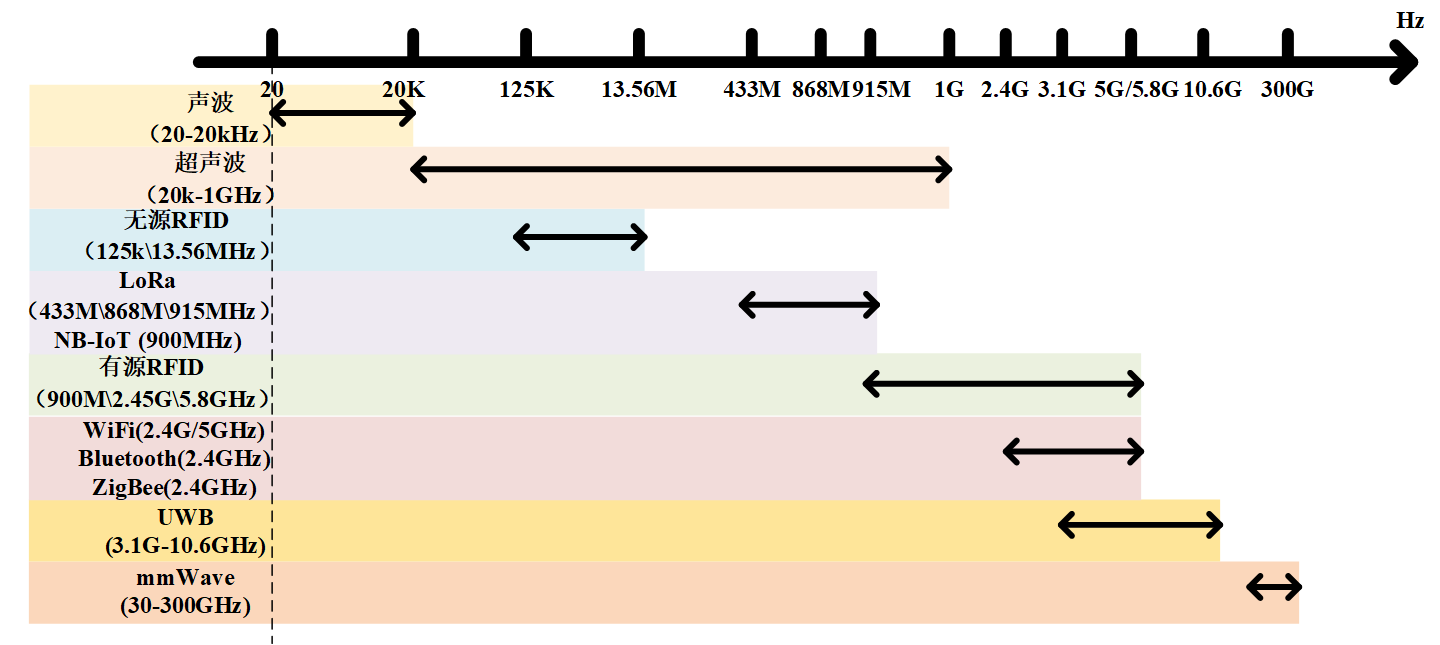 Hz
20 20K 125K 13.56M 433M 868M 915M 1G 2.4G 3.1G 5G/5.8G 10.6G 300G
声波
（20-20kHz）
超声波
（20k-1GHz）
无源RFID
（125k\13.56MHz）
LoRa
（433M\868M\915MHz）
NB-IoT (900MHz)
有源RFID
（900M\2.45G\5.8GHz）
WiFi(2.4G/5GHz)
Bluetooth(2.4GHz)
ZigBee(2.4GHz)
UWB
(3.1G-10.6GHz)
mmWave
(30-300GHz)